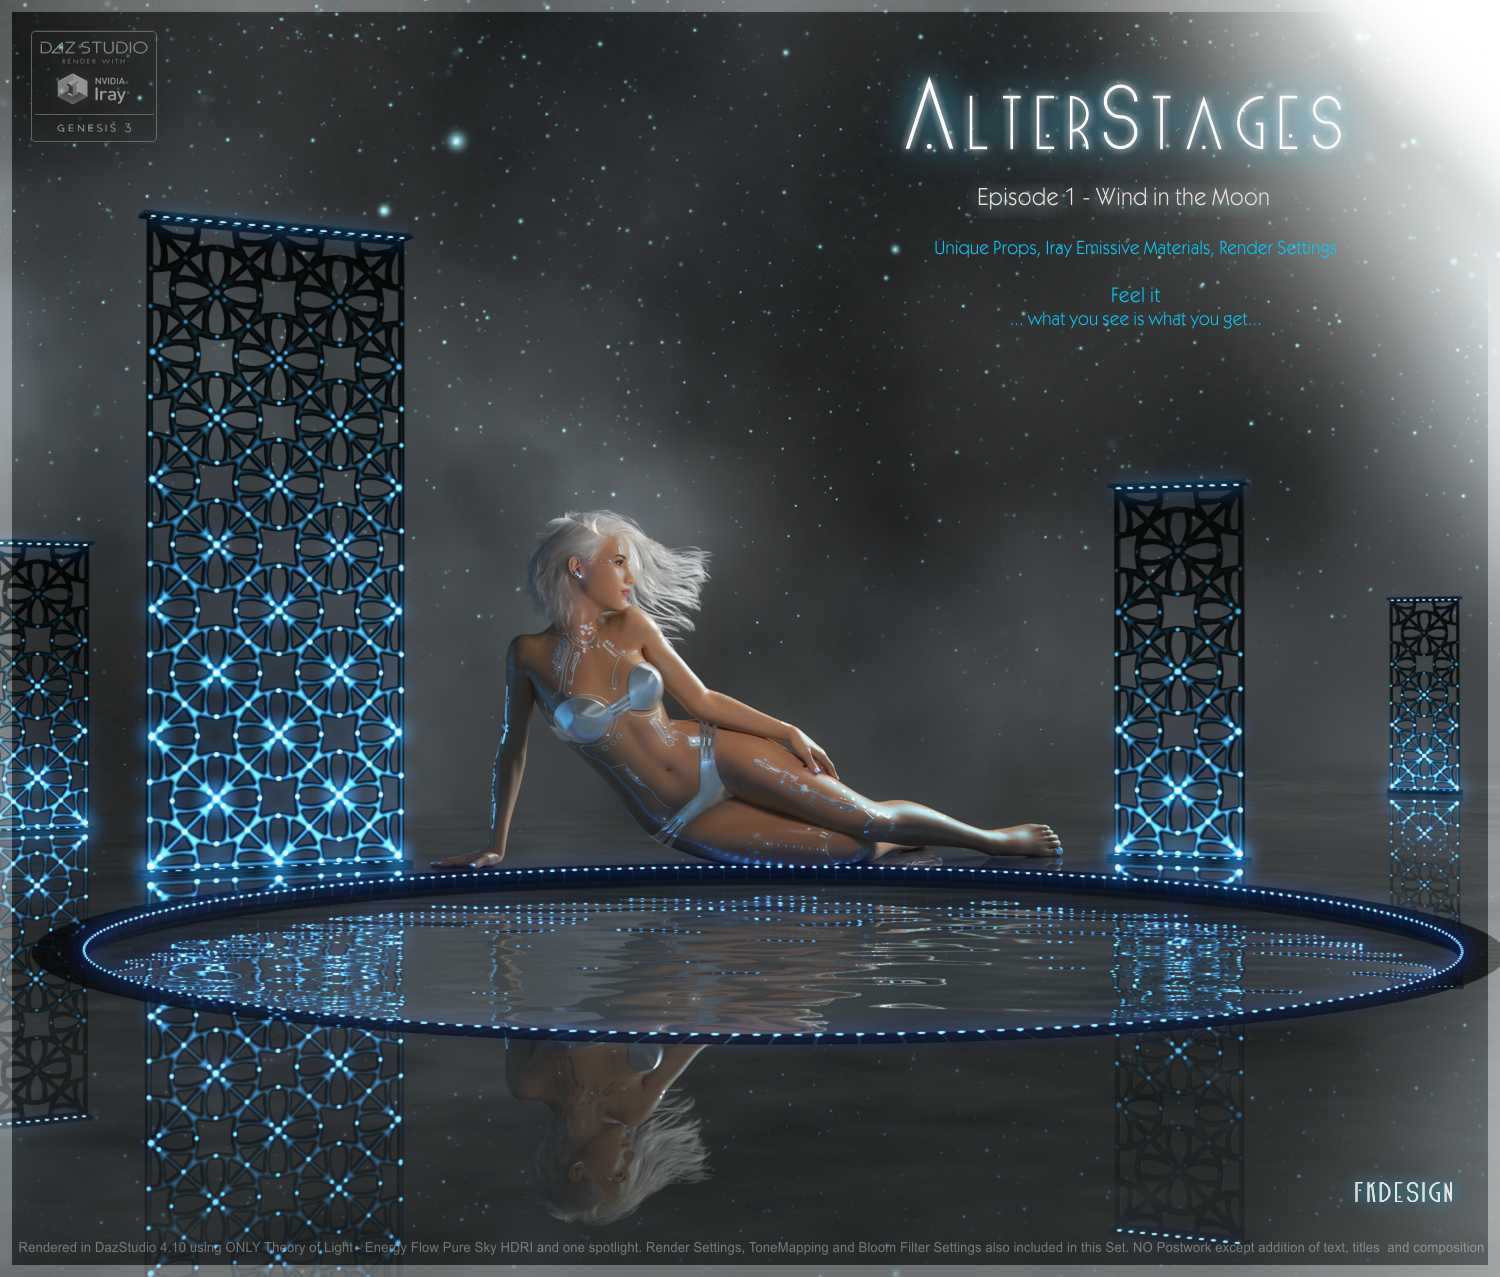 DAZ STUDIO
RENDER WITH
NVIDIA
Iray
GENESIS 3
ALTERSTAGES
Episode 1 - Wind in the Moon
Unique Props, Iray Emissive Materials, Render Settings
Feel it
... what you see is what you get...
FKDESIGN
Rendered in DazStudio 4.10 using ONLY Theory of Light - Energy Flow Pure Sky HDRI and one spotlight. Render Settings, ToneMapping and Bloom Filter Settings also included in this Set. NO Postwork except addition of text, titles and composition